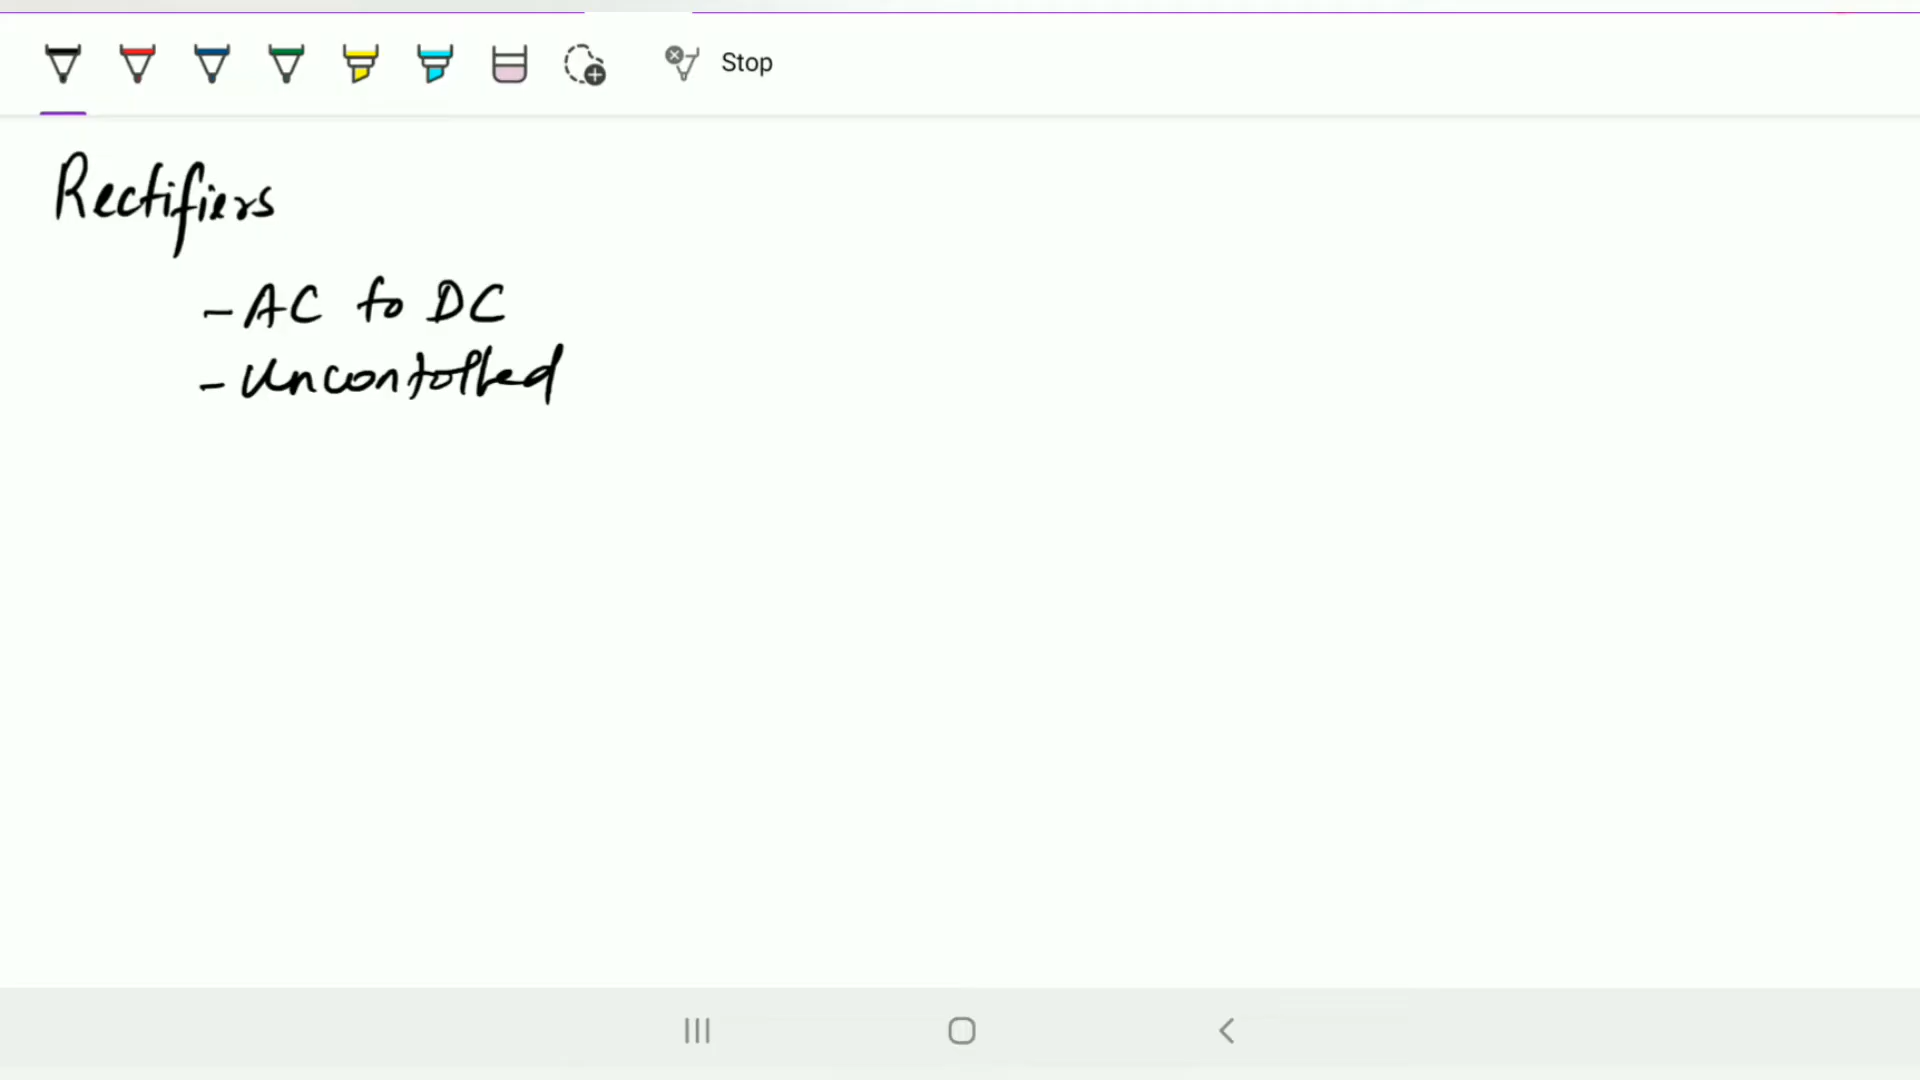 Stop
Rectifiers
- AC to DC
- Uncontolled